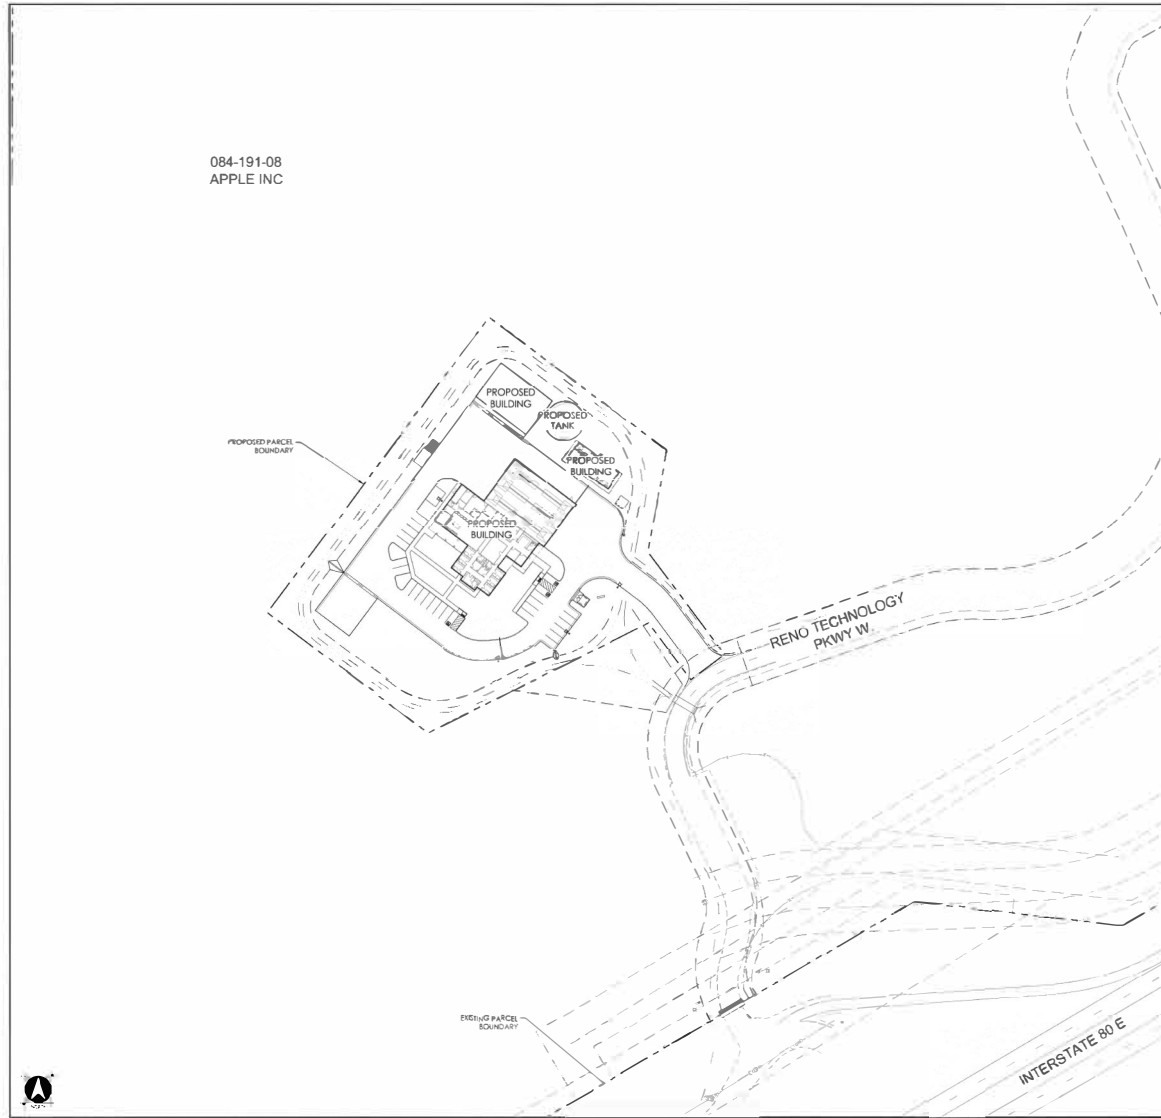 084-191-08
APPLE INC
PROPOSED
BUILDING
PROPOSED
TANK
PROPOSED PARCEL
BOUNDARY
PROPOSED
BUILDING
PROPOSED
BUILDING
RENO TECHNOLOGY
PKWY W.
EXISTING PARCEL
BOUNDARY
INTERSTATE 80 E